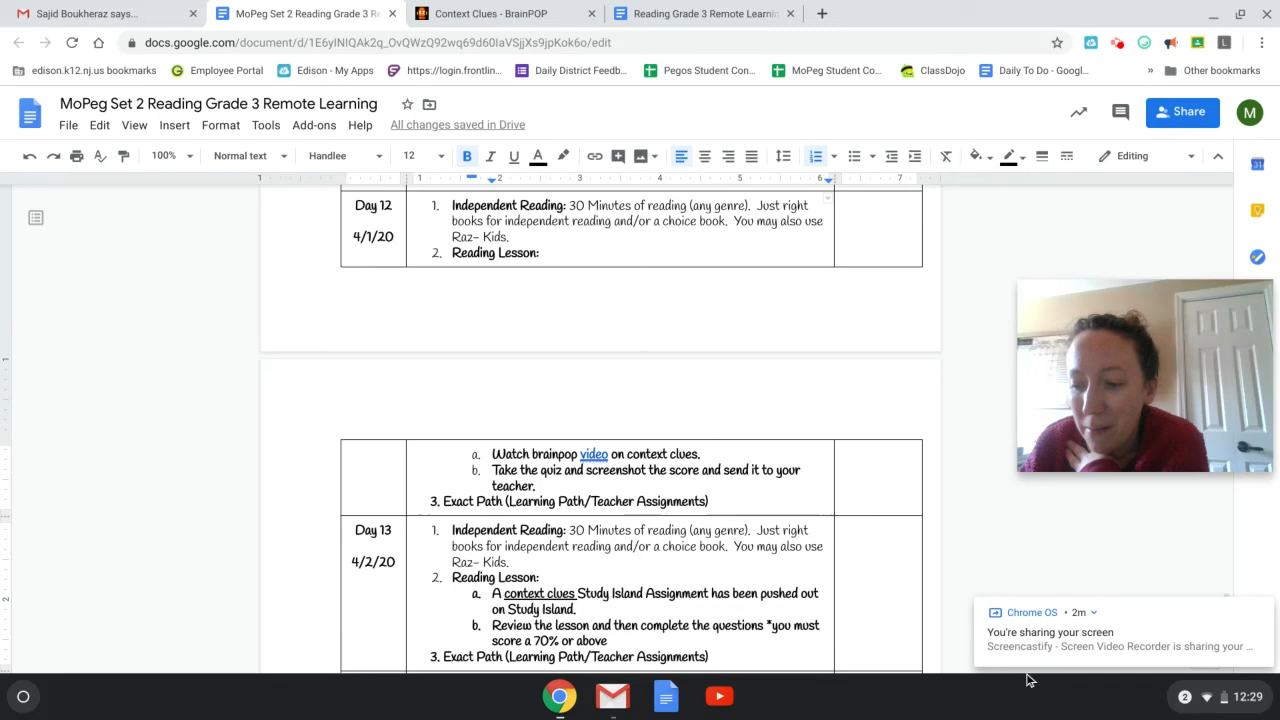 Sajid Boukheraz says...
MoPeg Set 2 Reading Grade 3 Re
Context Clues - BrainPOP
Reading Grade 3 Remote Learnin
docs.google.com/document/d/1E6yINIQAk2q_OvQWzQ92wq69d60IaVSjjXs9jpKok6o/edit
edison.k12.nj.us bookmarks
Employee Portal
Edison - My Apps
https://login.frontlin...
Daily District Feedb...
Pegos Student Con...
MoPeg Student Co...
ClassDojo
Daily To Do - Googl...
»
Other bookmarks
MoPeg Set 2 Reading Grade 3 Remote Learning
File Edit View Insert Format Tools Add-ons Help All changes saved in Drive
Share
M
100% Normal text Handlee 12 B I U A Editing
1 1 2 3 4 5 6 7
Day 12
4/1/20
1. Independent Reading: 30 Minutes of reading (any genre). Just right
books for independent reading and/or a choice book. You may also use
Raz- Kids.
2. Reading Lesson:
a. Watch brainpop video on context clues.
b. Take the quiz and screenshot the score and send it to your
teacher.
3. Exact Path (Learning Path/Teacher Assignments)
Day 13
4/2/20
1. Independent Reading: 30 Minutes of reading (any genre). Just right
books for independent reading and/or a choice book. You may also use
Raz- Kids.
2. Reading Lesson:
a. A context clues Study Island Assignment has been pushed out
on Study Island.
b. Review the lesson and then complete the questions *you must
score a 70% or above
3. Exact Path (Learning Path/Teacher Assignments)
Chrome OS • 2m
You're sharing your screen
Screencastify - Screen Video Recorder is sharing your ...
2 12:29